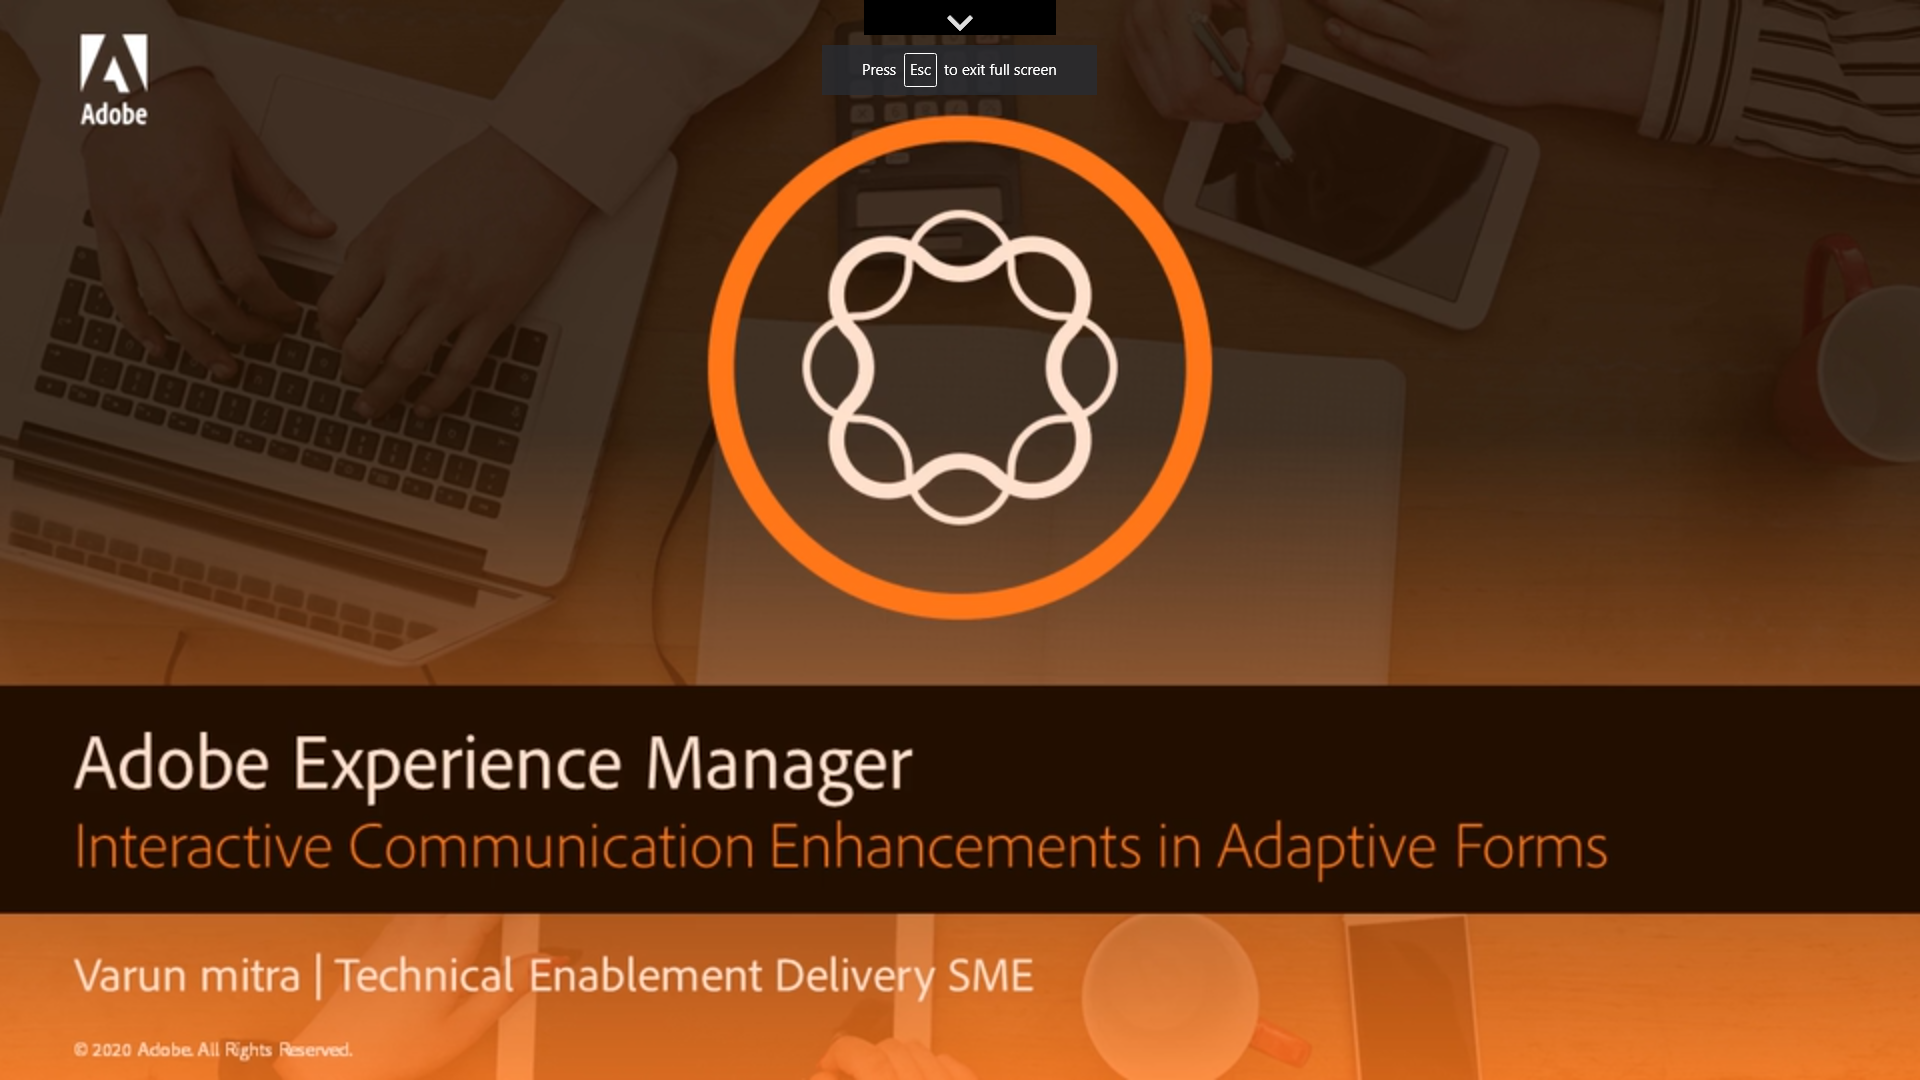 Press Esc to exit full screen
Adobe
Adobe Experience Manager
Interactive Communication Enhancements in Adaptive Forms
Varun mitra | Technical Enablement Delivery SME
© 2020 Adobe. All Rights Reserved.